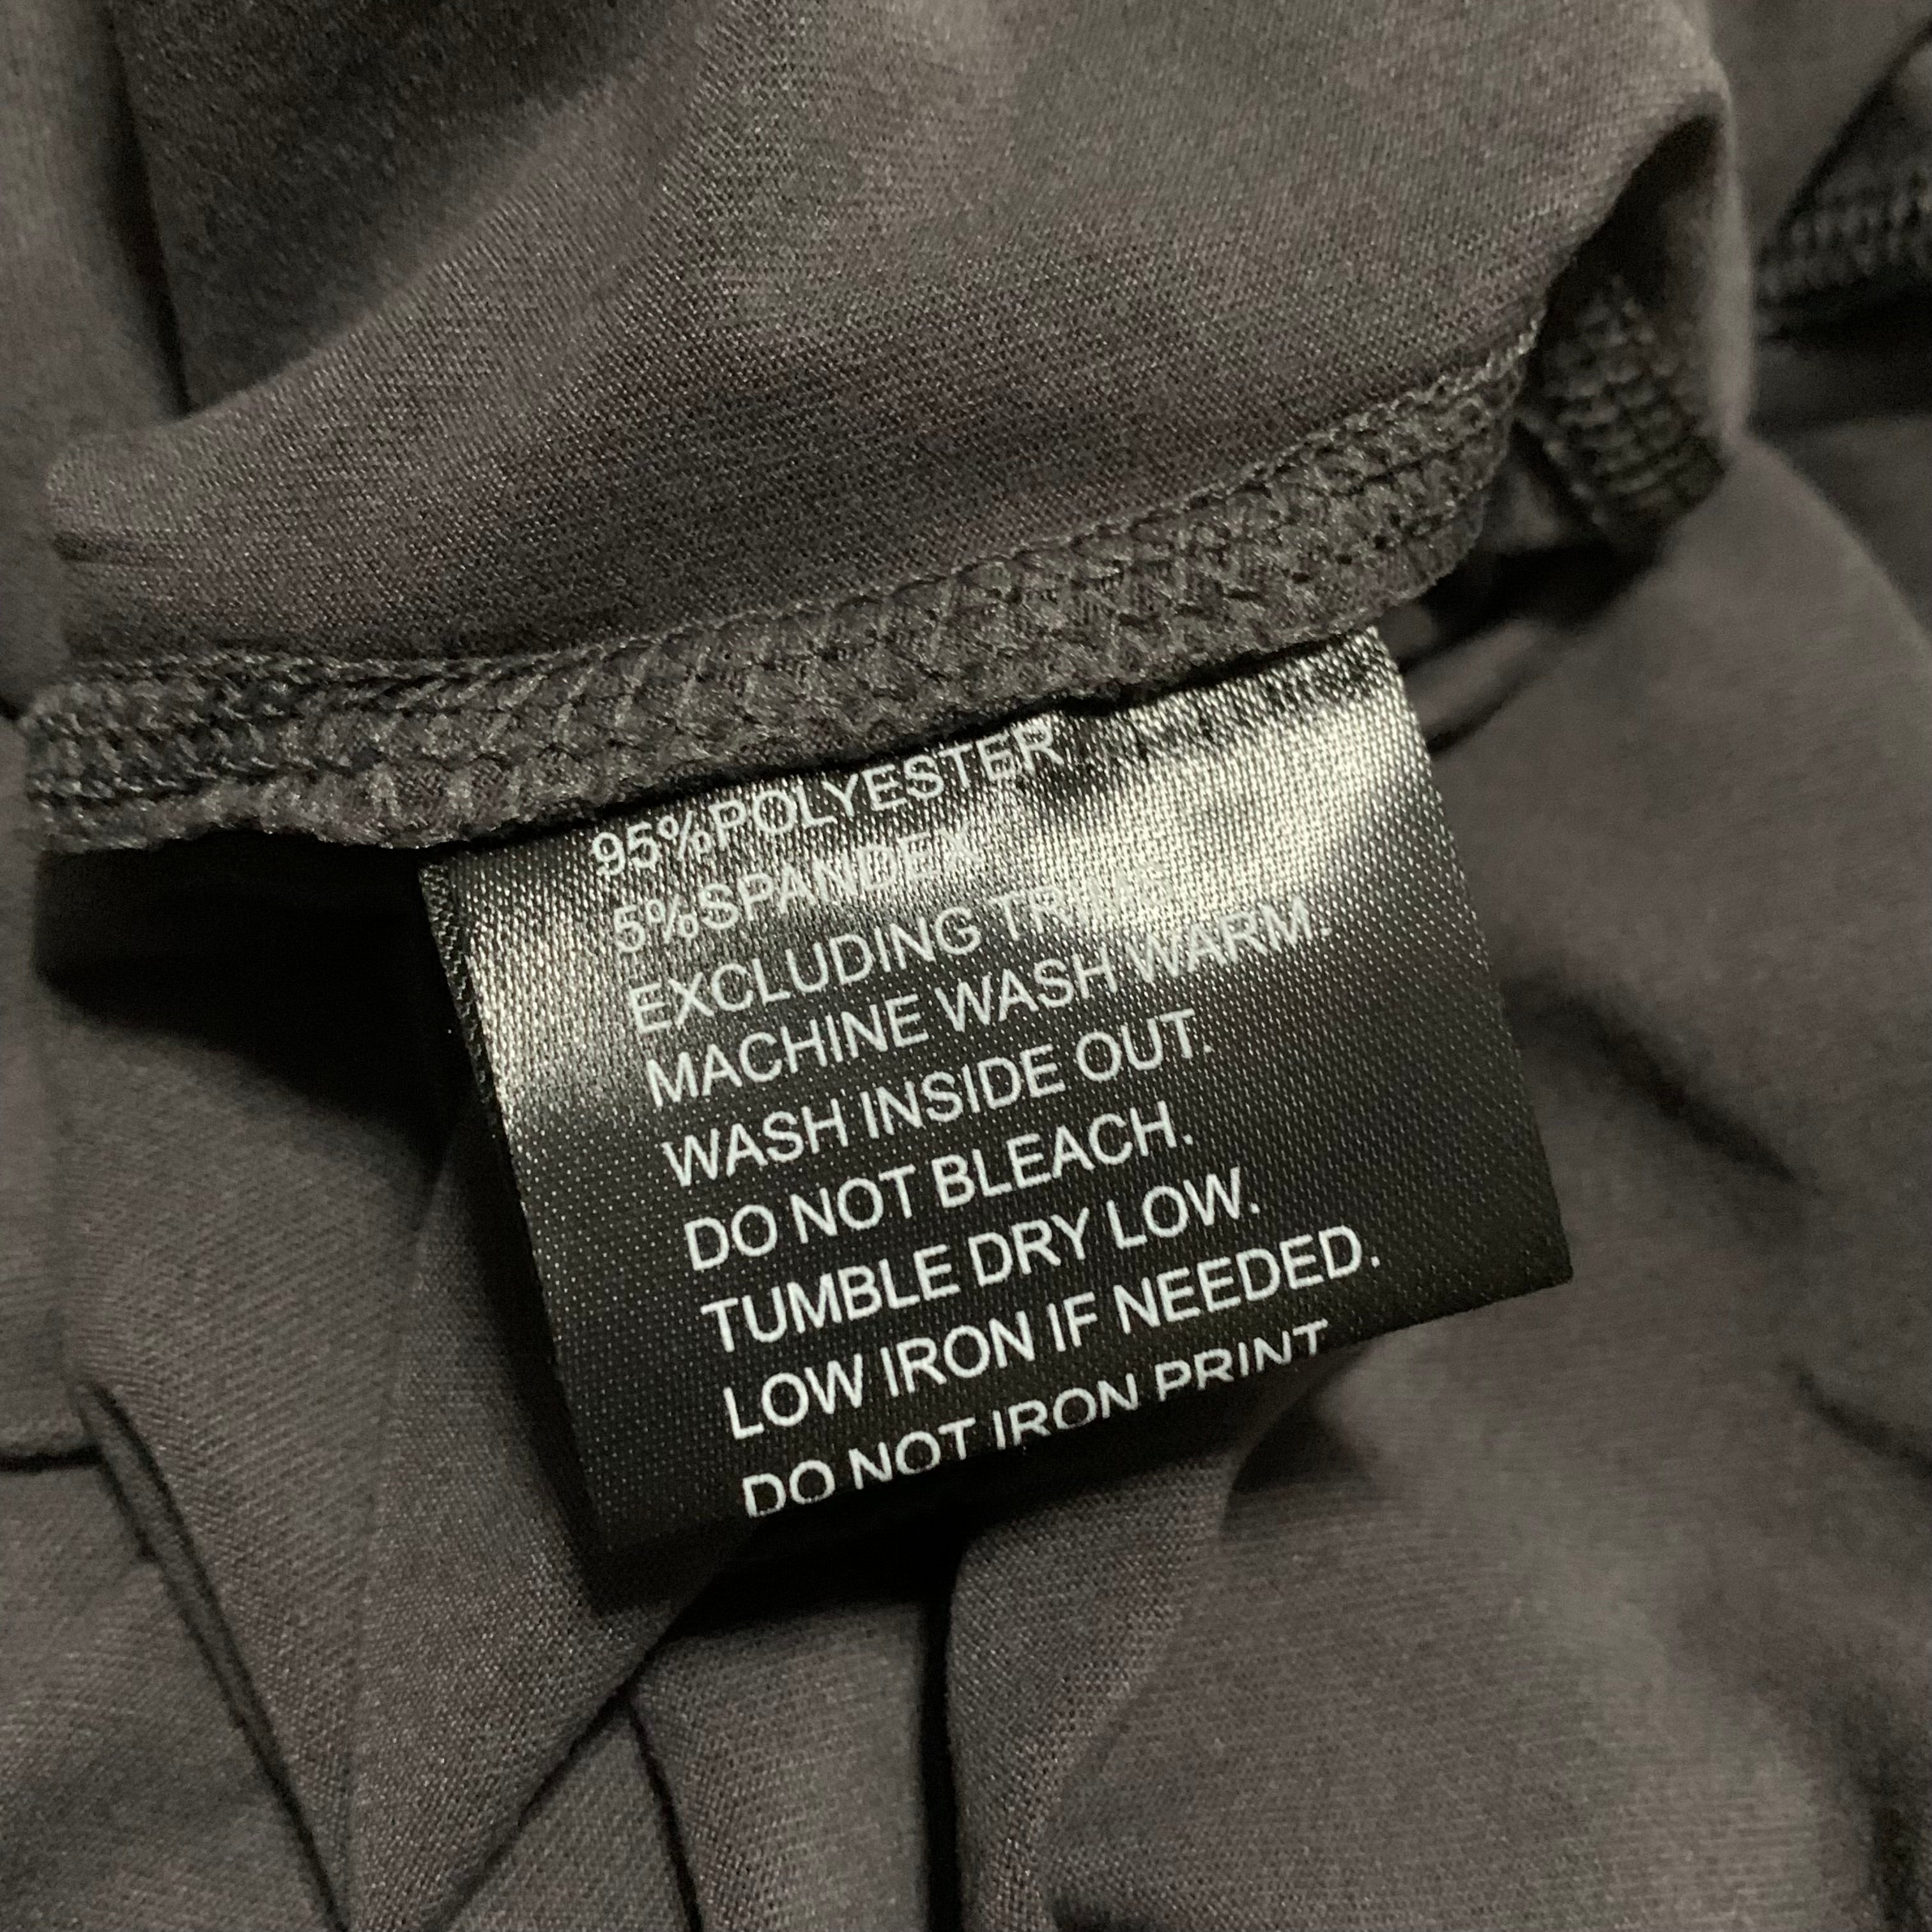 95%POLYESTER
5%SPANDEX
EXCLUDING TRIMS
MACHINE WASH WARM.
WASH INSIDE OUT.
DO NOT BLEACH.
TUMBLE DRY LOW.
LOW IRON IF NEEDED.
DO NOT IRON PRINT